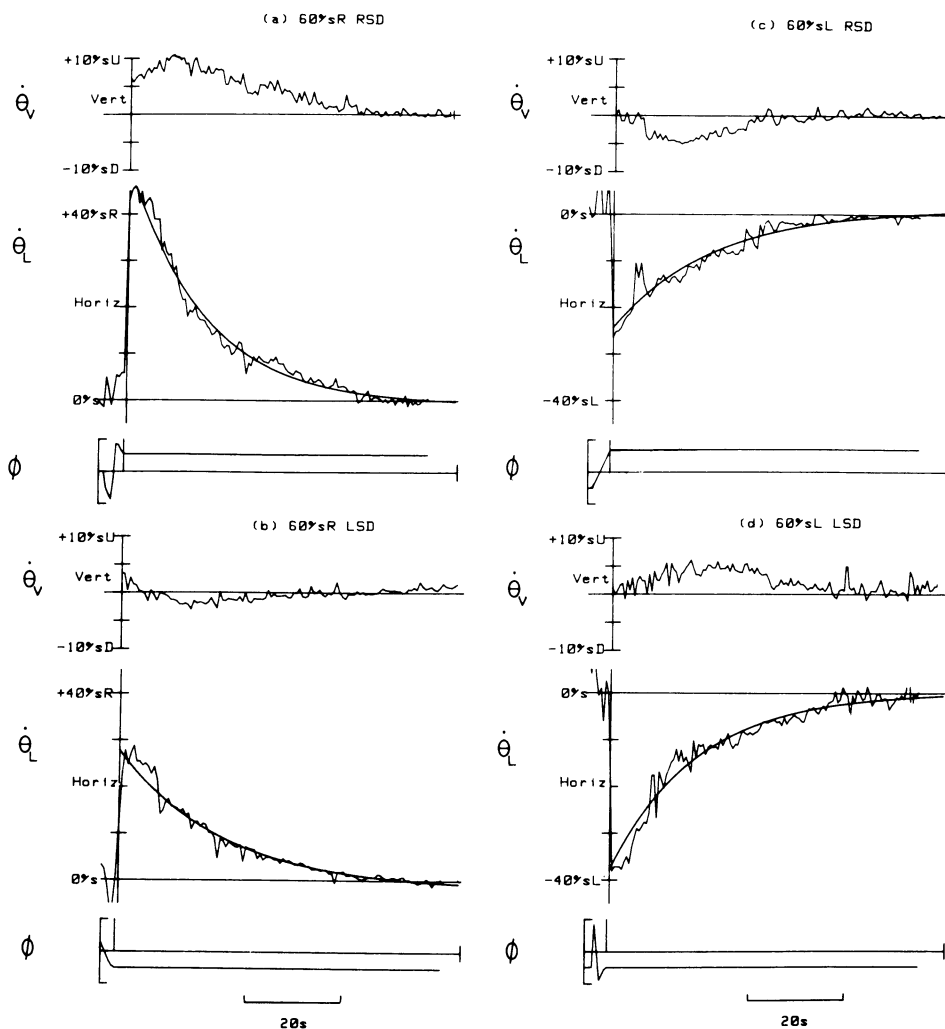 (a) 60°/sR RSD
+10°/sU
θ̇V
Vert
-10°/sD
+40°/sR
θ̇L
Horiz
0°/s
ϕ
(c) 60°/sL RSD
+10°/sU
θ̇V
Vert
-10°/sD
0°/s
θ̇L
Horiz
-40°/sL
ϕ
(b) 60°/sR LSD
+10°/sU
θ̇V
Vert
-10°/sD
+40°/sR
θ̇L
Horiz
0°/s
ϕ
20s
(d) 60°/sL LSD
+10°/sU
θ̇V
Vert
-10°/sD
0°/s
θ̇L
Horiz
-40°/sL
ϕ
20s